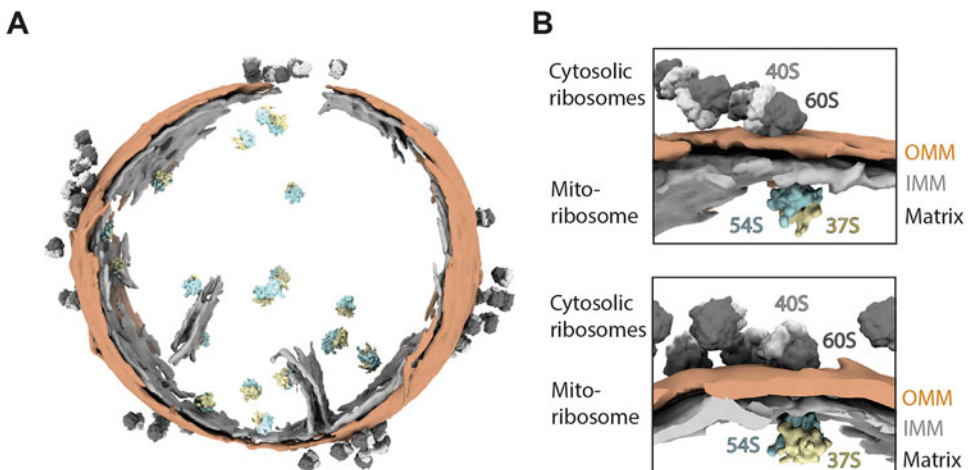 A
B
Cytosolic
ribosomes
40S
60S
OMM
IMM
Mito-
ribosome
54S
37S
Matrix
Cytosolic
ribosomes
40S
60S
OMM
Mito-
ribosome
IMM
54S
37S
Matrix